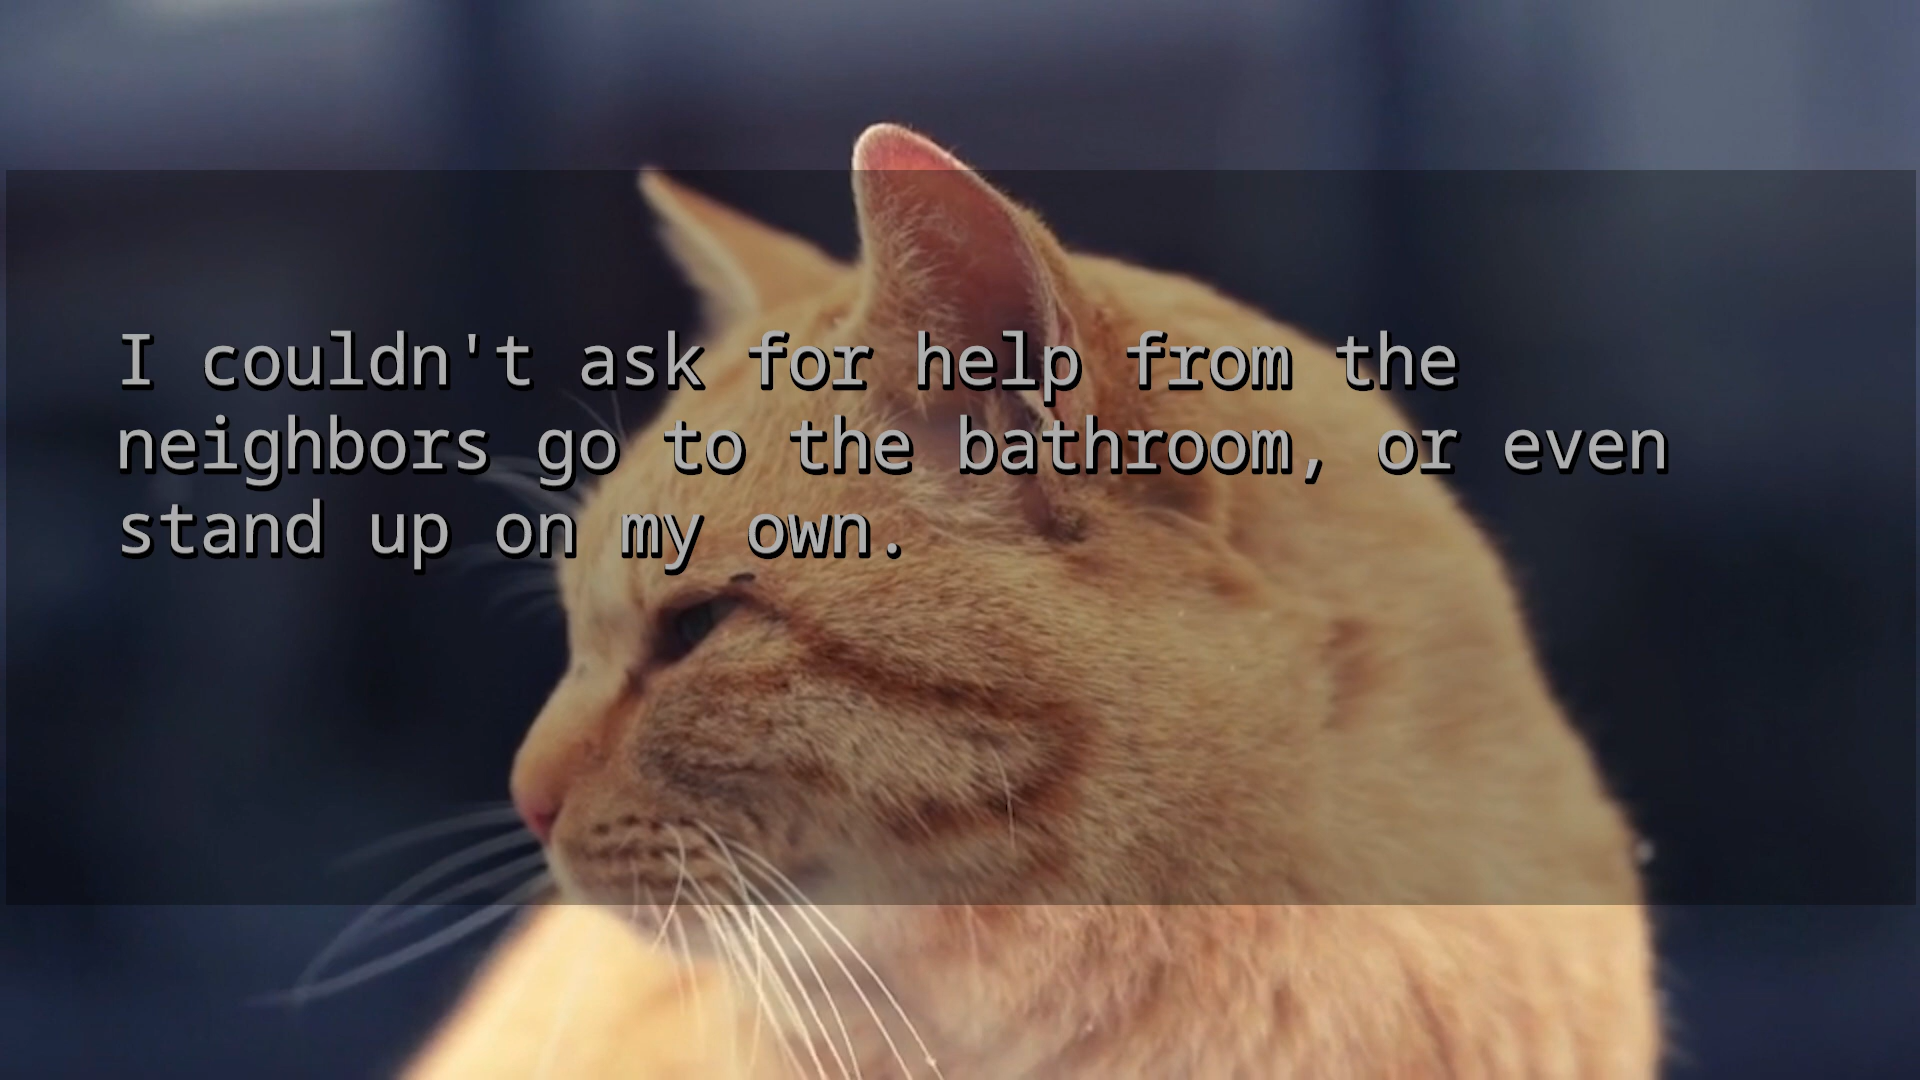 I couldn't ask for help from the
neighbors go to the bathroom, or even
stand up on my own.